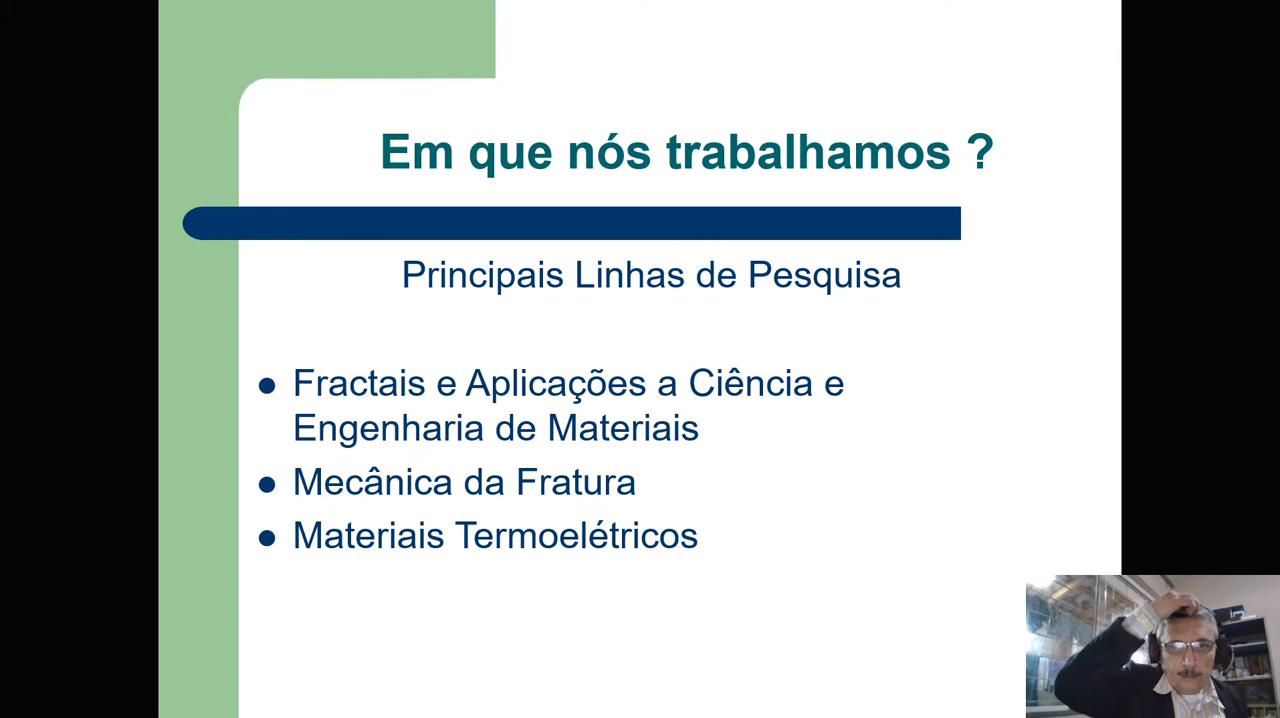 Em que nós trabalhamos ?
Principais Linhas de Pesquisa
Fractais e Aplicações a Ciência e
Engenharia de Materiais
Mecânica da Fratura
Materiais Termoelétricos